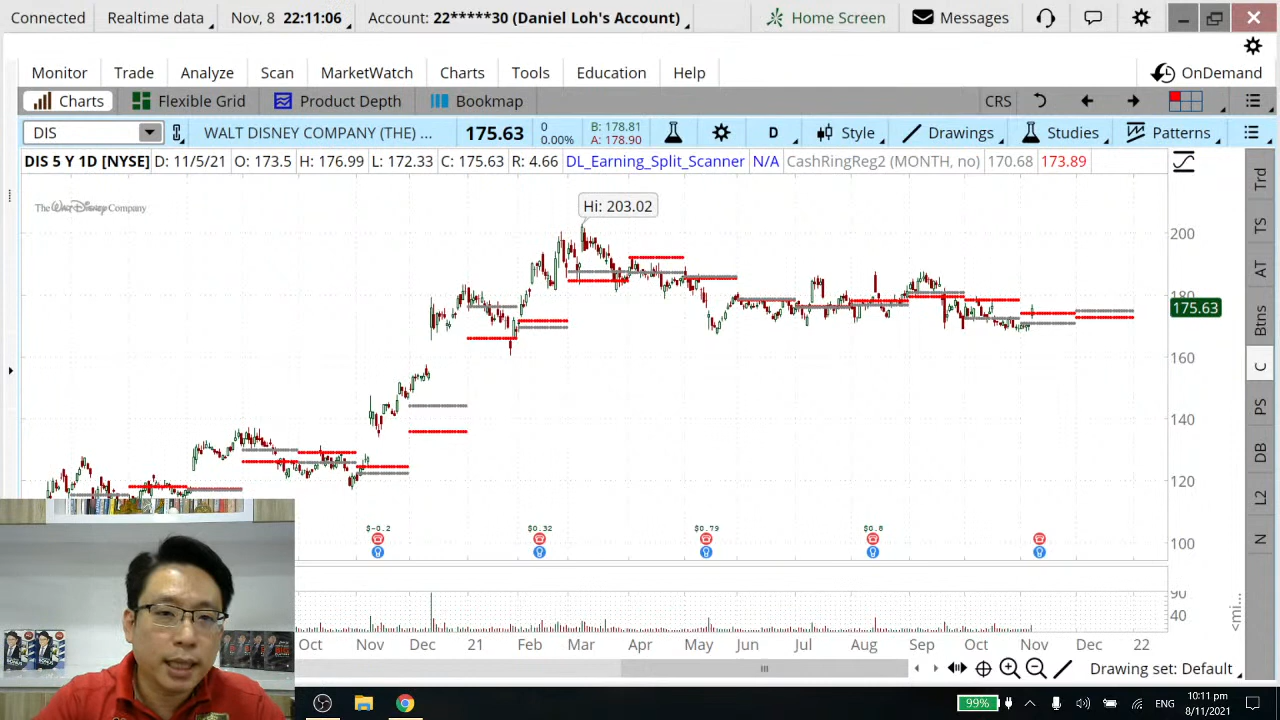 Connected Realtime data Nov, 8 22:11:06 Account: 22*****30 (Daniel Loh's Account) Home Screen Messages
Monitor Trade Analyze Scan MarketWatch Charts Tools Education Help OnDemand
Charts Flexible Grid Product Depth Bookmap CRS
DIS WALT DISNEY COMPANY (THE) ... 175.63 0 0.00% B: 178.81 A: 178.90 D Style Drawings Studies Patterns
DIS 5 Y 1D [NYSE] D: 11/5/21 O: 173.5 H: 176.99 L: 172.33 C: 175.63 R: 4.66 DL_Earning_Split_Scanner N/A CashRingReg2 (MONTH, no) 170.68 173.89
The Walt Disney Company
Hi: 203.02
200
180
175.63
160
140
120
100
$-0.2 $0.32 $0.79 $0.8
90
40
<mi...
Oct Nov Dec 21 Feb Mar Apr May Jun Jul Aug Sep Oct Nov Dec 22
Drawing set: Default
Trd
TS
AT
Btns
C
PS
DB
L2
N
99% ENG 10:11 pm
8/11/2021